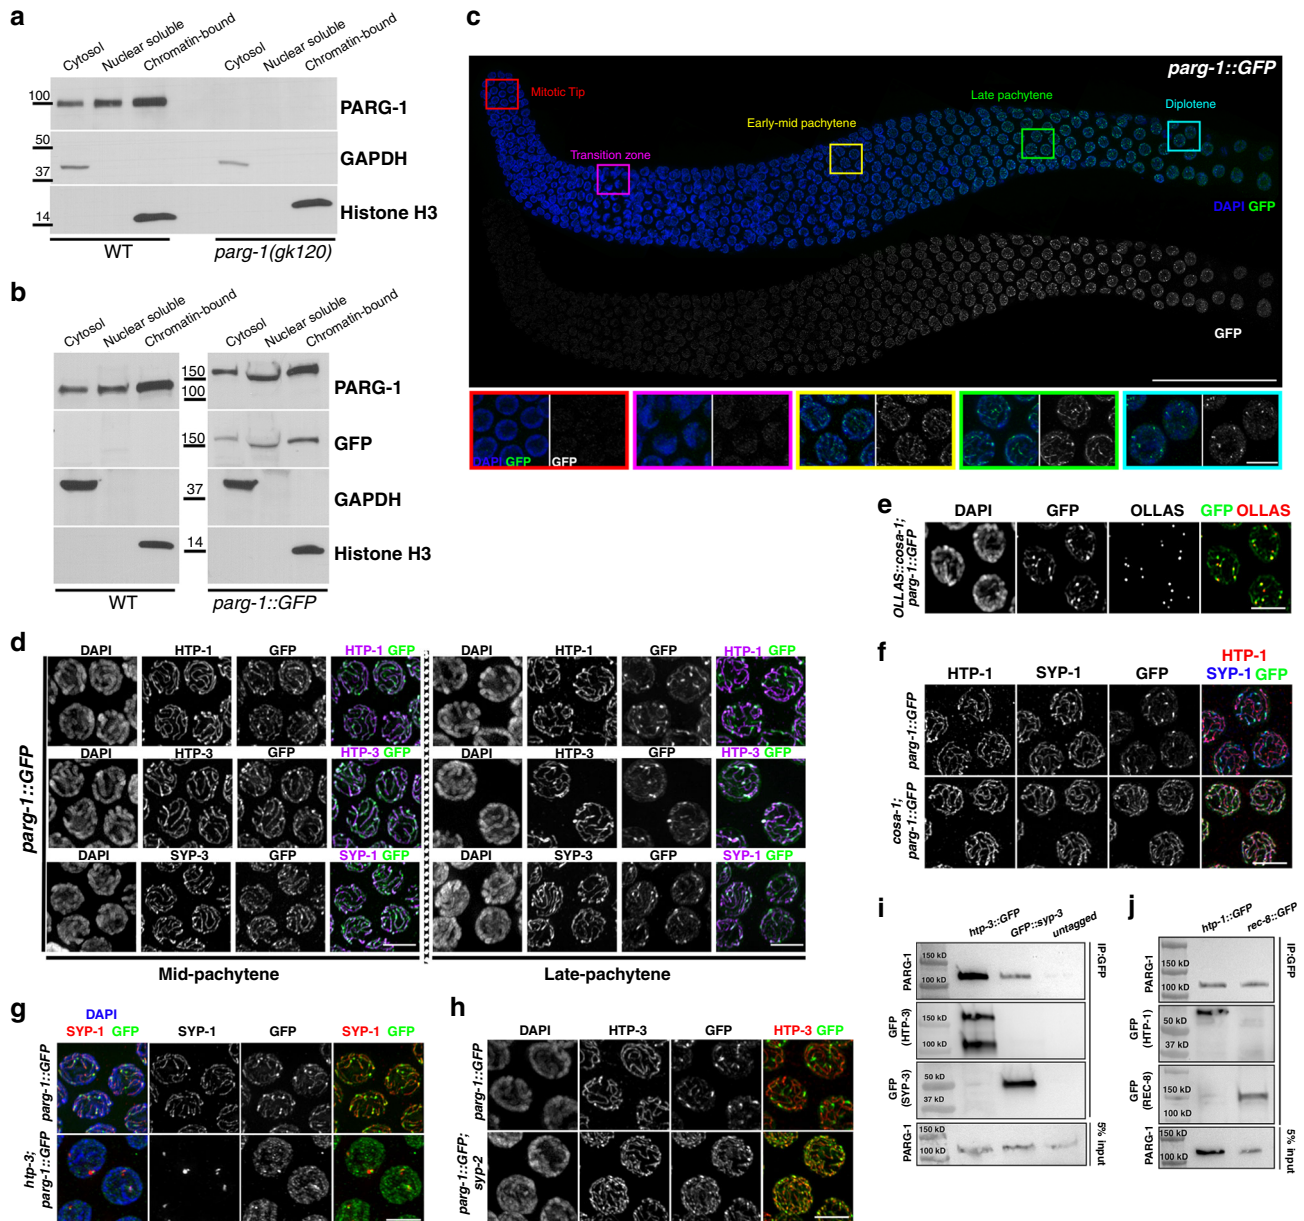 a
Cytosol
Nuclear soluble
Chromatin-bound
Cytosol
Nuclear soluble
Chromatin-bound
100
PARG-1
50
37
GAPDH
14
Histone H3
WT
parg-1(gk120)
b
Cytosol
Nuclear soluble
Chromatin-bound
Cytosol
Nuclear soluble
Chromatin-bound
150
100
PARG-1
150
GFP
37
GAPDH
14
Histone H3
WT
parg-1::GFP
c
parg-1::GFP
Mitotic Tip
Transition zone
Early-mid pachytene
Late pachytene
Diplotene
DAPI GFP
GFP
DAPI GFP
GFP
d
parg-1::GFP
DAPI HTP-1 GFP HTP-1 GFP
DAPI HTP-1 GFP HTP-1 GFP
DAPI HTP-3 GFP HTP-3 GFP
DAPI HTP-3 GFP HTP-3 GFP
DAPI SYP-3 GFP SYP-1 GFP
DAPI SYP-3 GFP SYP-1 GFP
Mid-pachytene
Late-pachytene
e
DAPI GFP OLLAS GFP OLLAS
OLLAS::cosa-1;
parg-1::GFP
f
HTP-1 SYP-1 GFP
HTP-1
SYP-1 GFP
parg-1::GFP
cosa-1;
parg-1::GFP
g
DAPI
SYP-1 GFP
SYP-1 GFP SYP-1 GFP
parg-1::GFP
htp-3;
parg-1::GFP
h
DAPI HTP-3 GFP HTP-3 GFP
parg-1::GFP
parg-1::GFP;
syp-2
i
htp-3::GFP
GFP::syp-3
untagged
PARG-1
150 kD
100 kD
GFP
(HTP-3)
150 kD
100 kD
GFP
(SYP-3)
50 kD
37 kD
PARG-1
150 kD
100 kD
IP:GFP
5% input
j
htp-1::GFP
rec-8::GFP
PARG-1
150 kD
100 kD
GFP
(HTP-1)
50 kD
37 kD
GFP
(REC-8)
150 kD
100 kD
PARG-1
150 kD
100 kD
IP:GFP
5% input